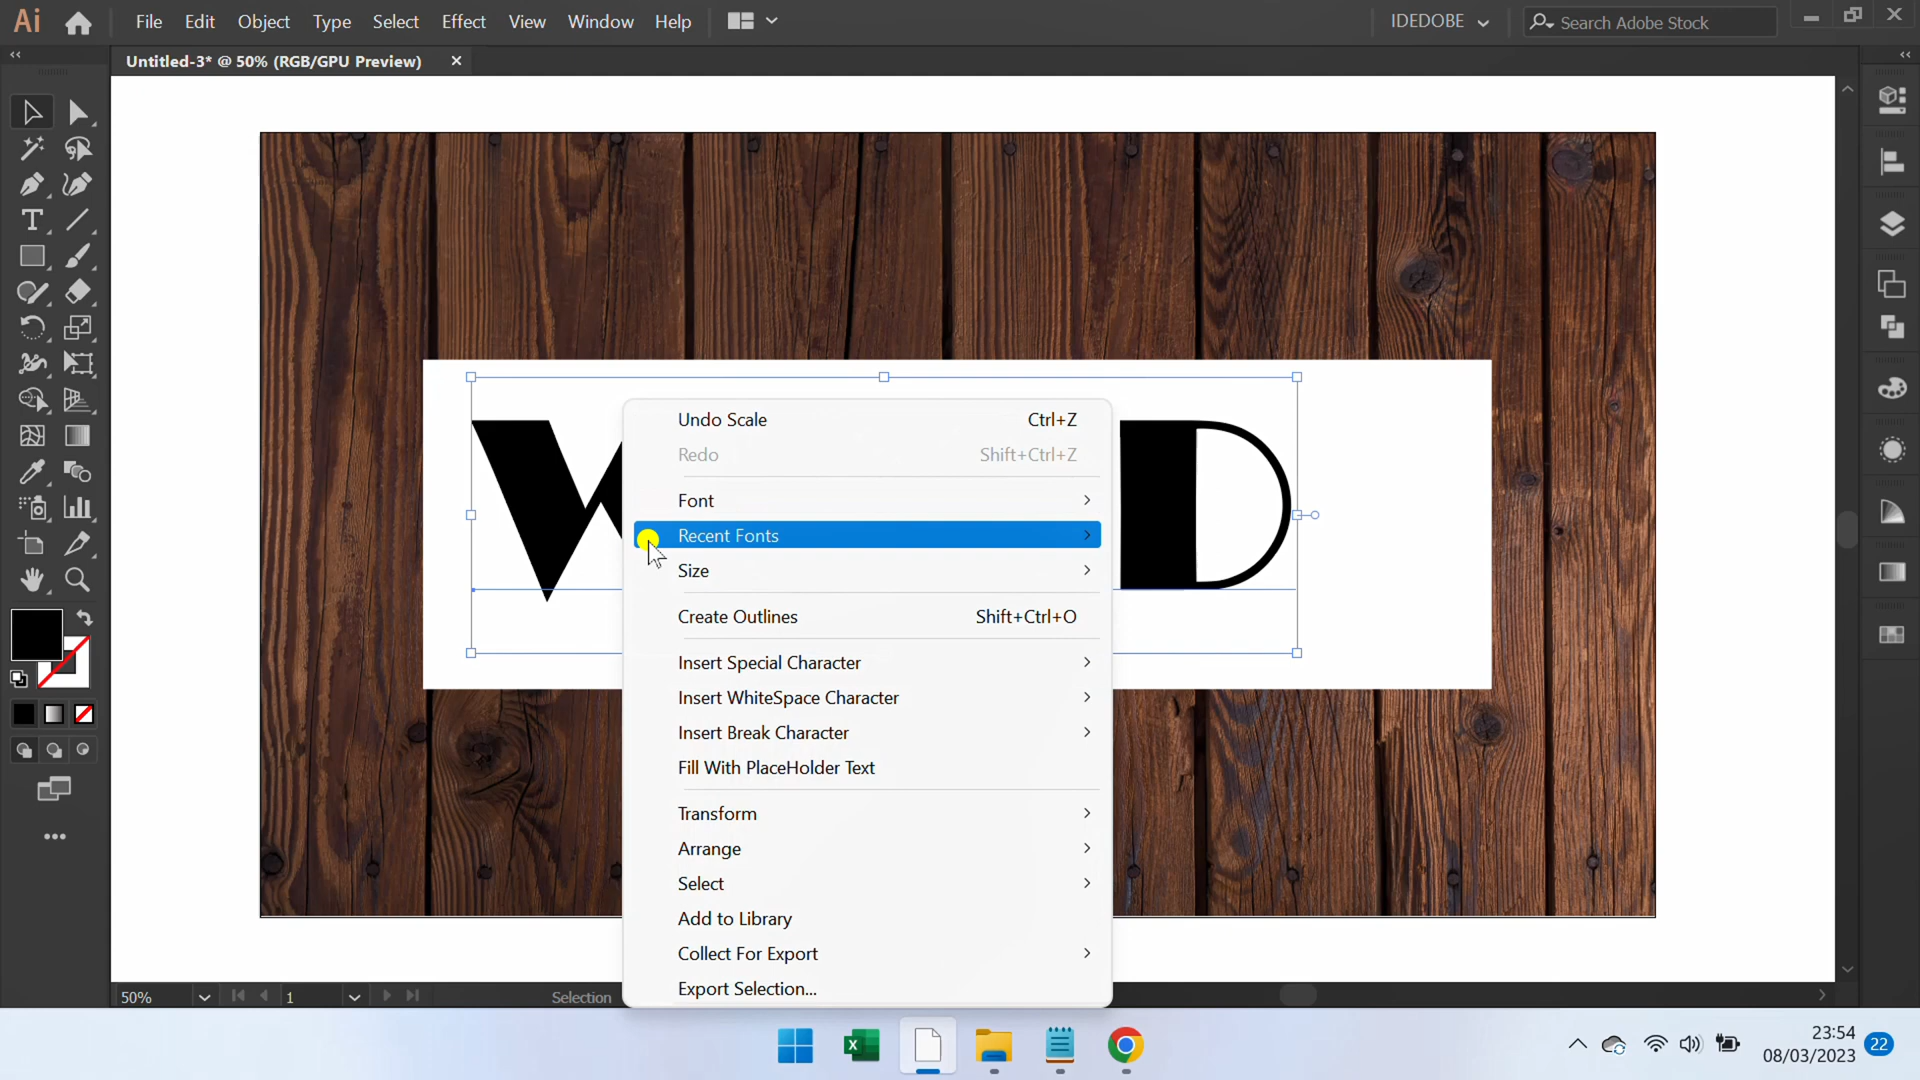 Ai File Edit Object Type Select Effect View Window Help IDEDOBE Search Adobe Stock
Untitled-3* @ 50% (RGB/GPU Preview)
Undo Scale Ctrl+Z
Redo Shift+Ctrl+Z
Font
Recent Fonts
Size
Create Outlines Shift+Ctrl+O
Insert Special Character
Insert WhiteSpace Character
Insert Break Character
Fill With PlaceHolder Text
Transform
Arrange
Select
Add to Library
Collect For Export
Export Selection...
W D
50% 1 Selection
23:54
08/03/2023 22